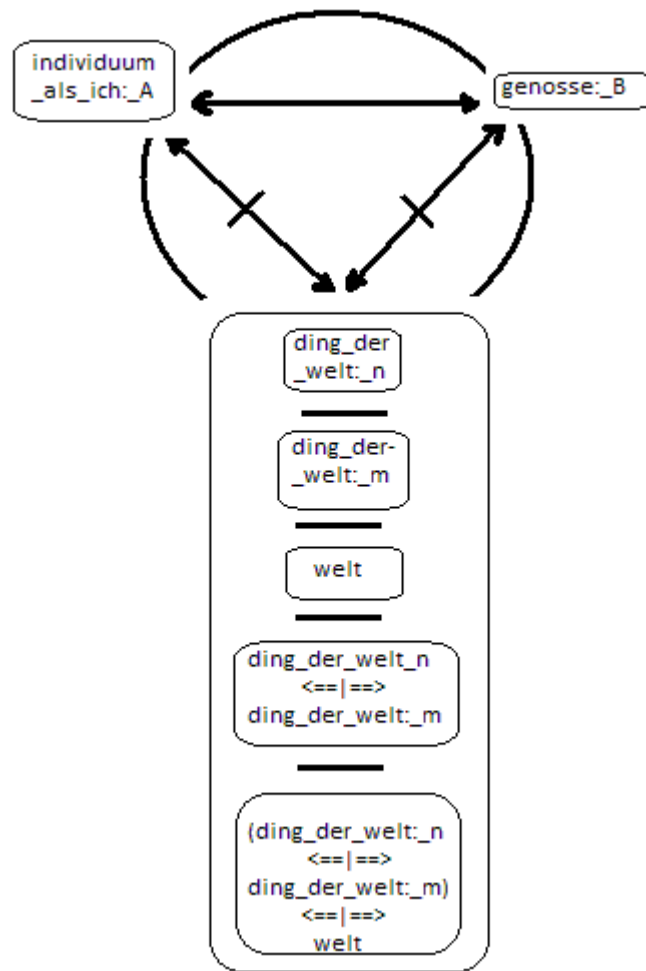 individuum
_als_ich:_A
genosse:_B
ding_der
_welt:_n
ding_der-
_welt:_m
welt
ding_der_welt_n
<==|==>
ding_der_welt:_m
(ding_der_welt:_n
<==|==>
ding_der_welt:_m)
<==|==>
welt